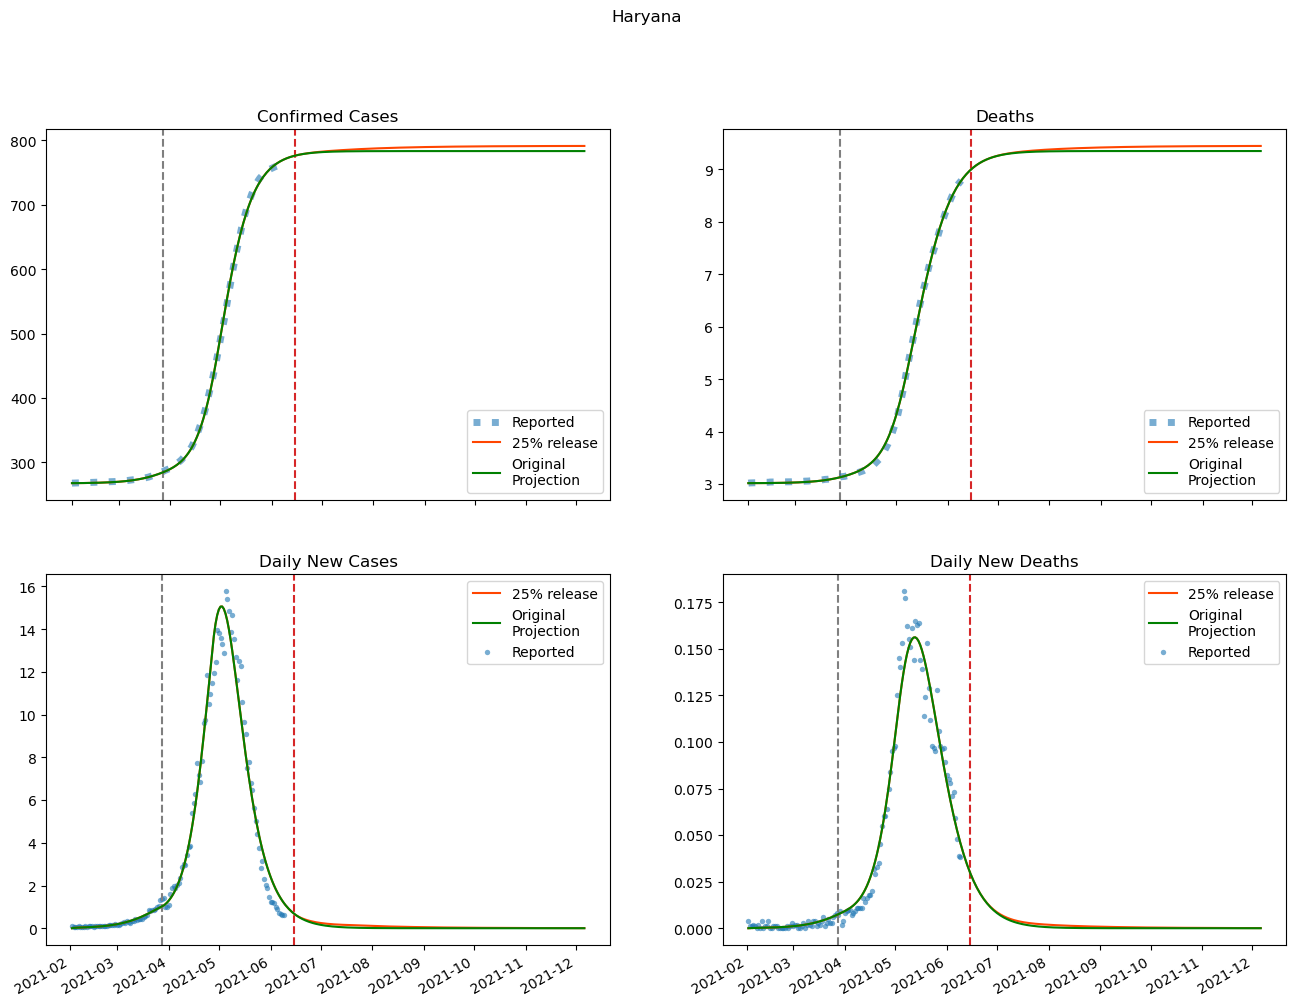 Haryana
Confirmed Cases
800
700
600
500
400
300
Reported
25% release
Original
Projection
Deaths
9
8
7
6
5
4
3
Reported
25% release
Original
Projection
Daily New Cases
16
14
12
10
8
6
4
2
0
25% release
Original
Projection
Reported
2021-02
2021-03
2021-04
2021-05
2021-06
2021-07
2021-08
2021-09
2021-10
2021-11
2021-12
Daily New Deaths
0.175
0.150
0.125
0.100
0.075
0.050
0.025
0.000
25% release
Original
Projection
Reported
2021-02
2021-03
2021-04
2021-05
2021-06
2021-07
2021-08
2021-09
2021-10
2021-11
2021-12